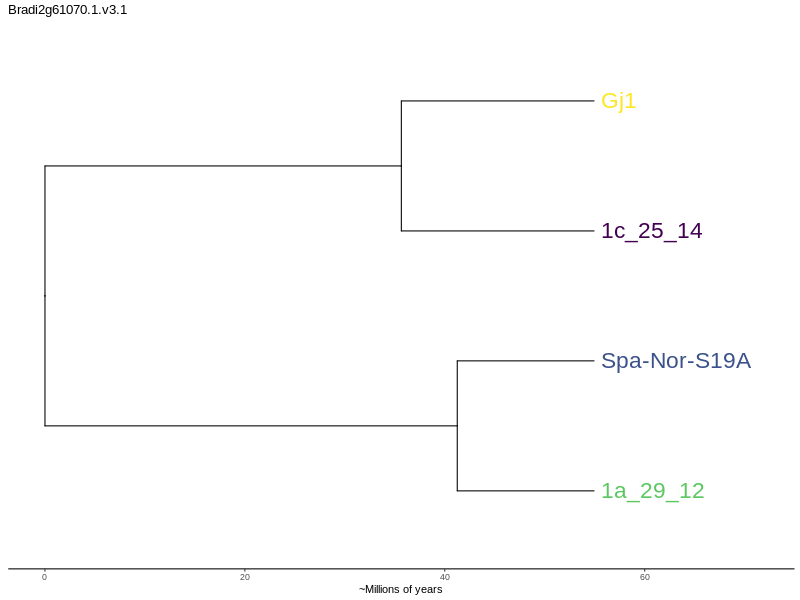 Bradi2g61070.1.v3.1
Gj1
1c_25_14
Spa-Nor-S19A
1a_29_12
0 20 40 60
~Millions of years